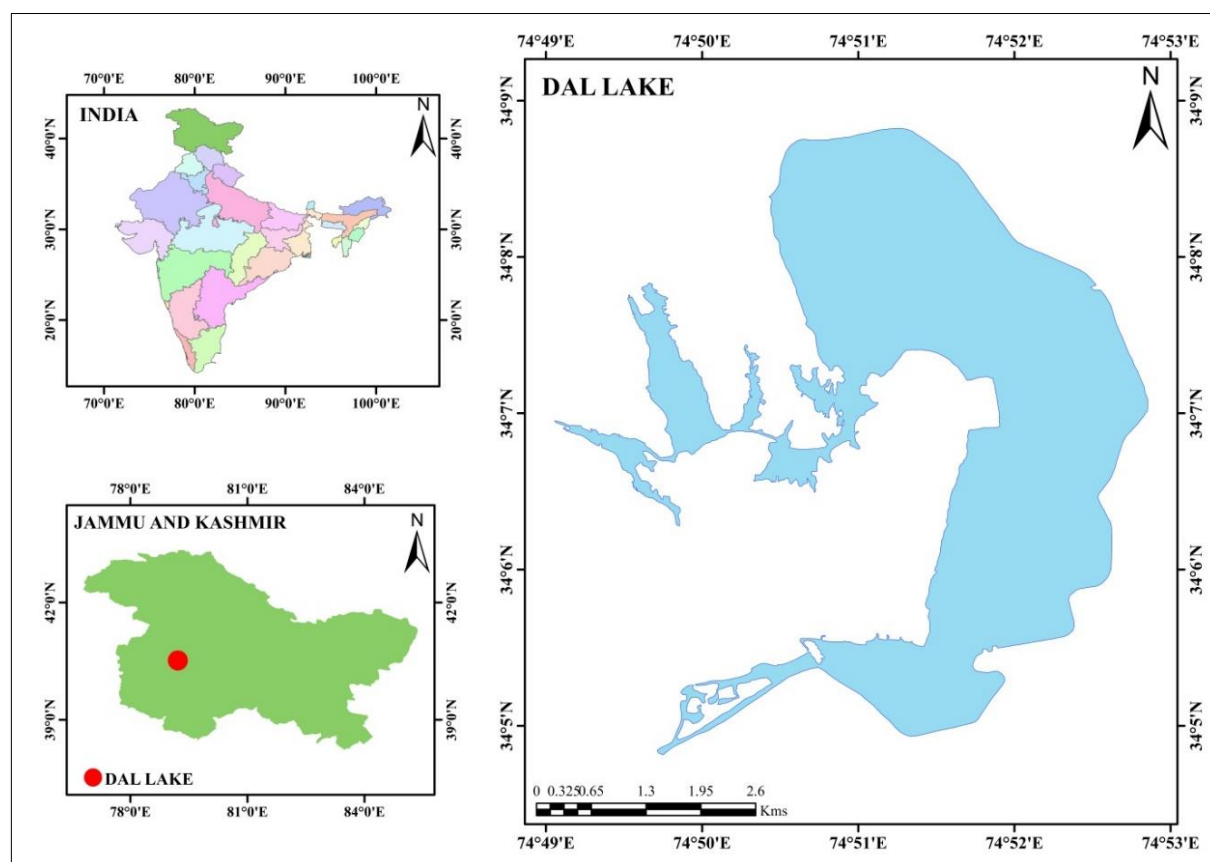 70°0'E 80°0'E 90°0'E 100°0'E
INDIA
N
40°0'N
30°0'N
20°0'N
40°0'N
30°0'N
20°0'N
70°0'E 80°0'E 90°0'E 100°0'E
78°0'E 81°0'E 84°0'E
JAMMU AND KASHMIR
N
42°0'N
39°0'N
42°0'N
39°0'N
DAL LAKE
78°0'E 81°0'E 84°0'E
74°49'E 74°50'E 74°51'E 74°52'E 74°53'E
DAL LAKE
N
34°9'N
34°8'N
34°7'N
34°6'N
34°5'N
34°9'N
34°8'N
34°7'N
34°6'N
34°5'N
0 0.325 0.65 1.3 1.95 2.6
Kms
74°49'E 74°50'E 74°51'E 74°52'E 74°53'E